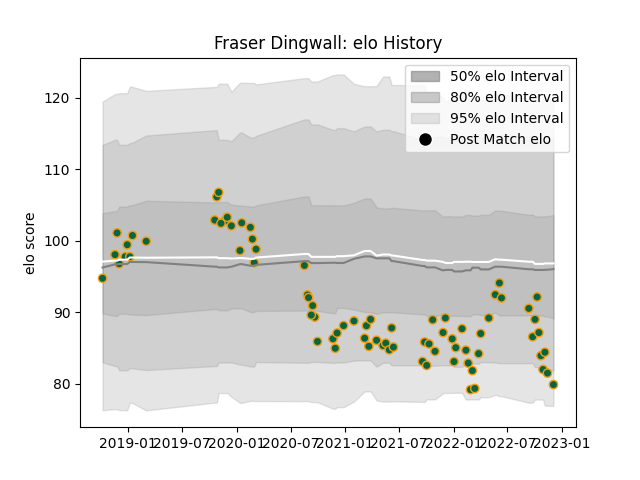 Fraser Dingwall: elo History
50% elo Interval
80% elo Interval
95% elo Interval
Post Match elo
elo score
120
110
100
90
80
2019-01 2019-07 2020-01 2020-07 2021-01 2021-07 2022-01 2022-07 2023-01